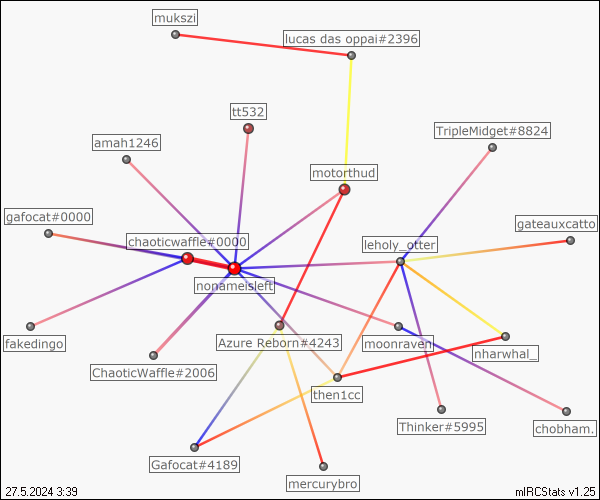 mukszi
lucas das oppai#2396
tt532
TripleMidget#8824
amah1246
motorthud
gafocat#0000
gateauxcatto
chaoticwaffle#0000
leholy_otter
nonameisleft
fakedingo
Azure Reborn#4243
moonraven
nharwhal_
ChaoticWaffle#2006
then1cc
Thinker#5995
chobham.
Gafocat#4189
mercurybro
27.5.2024 3:39
mIRCStats v1.25